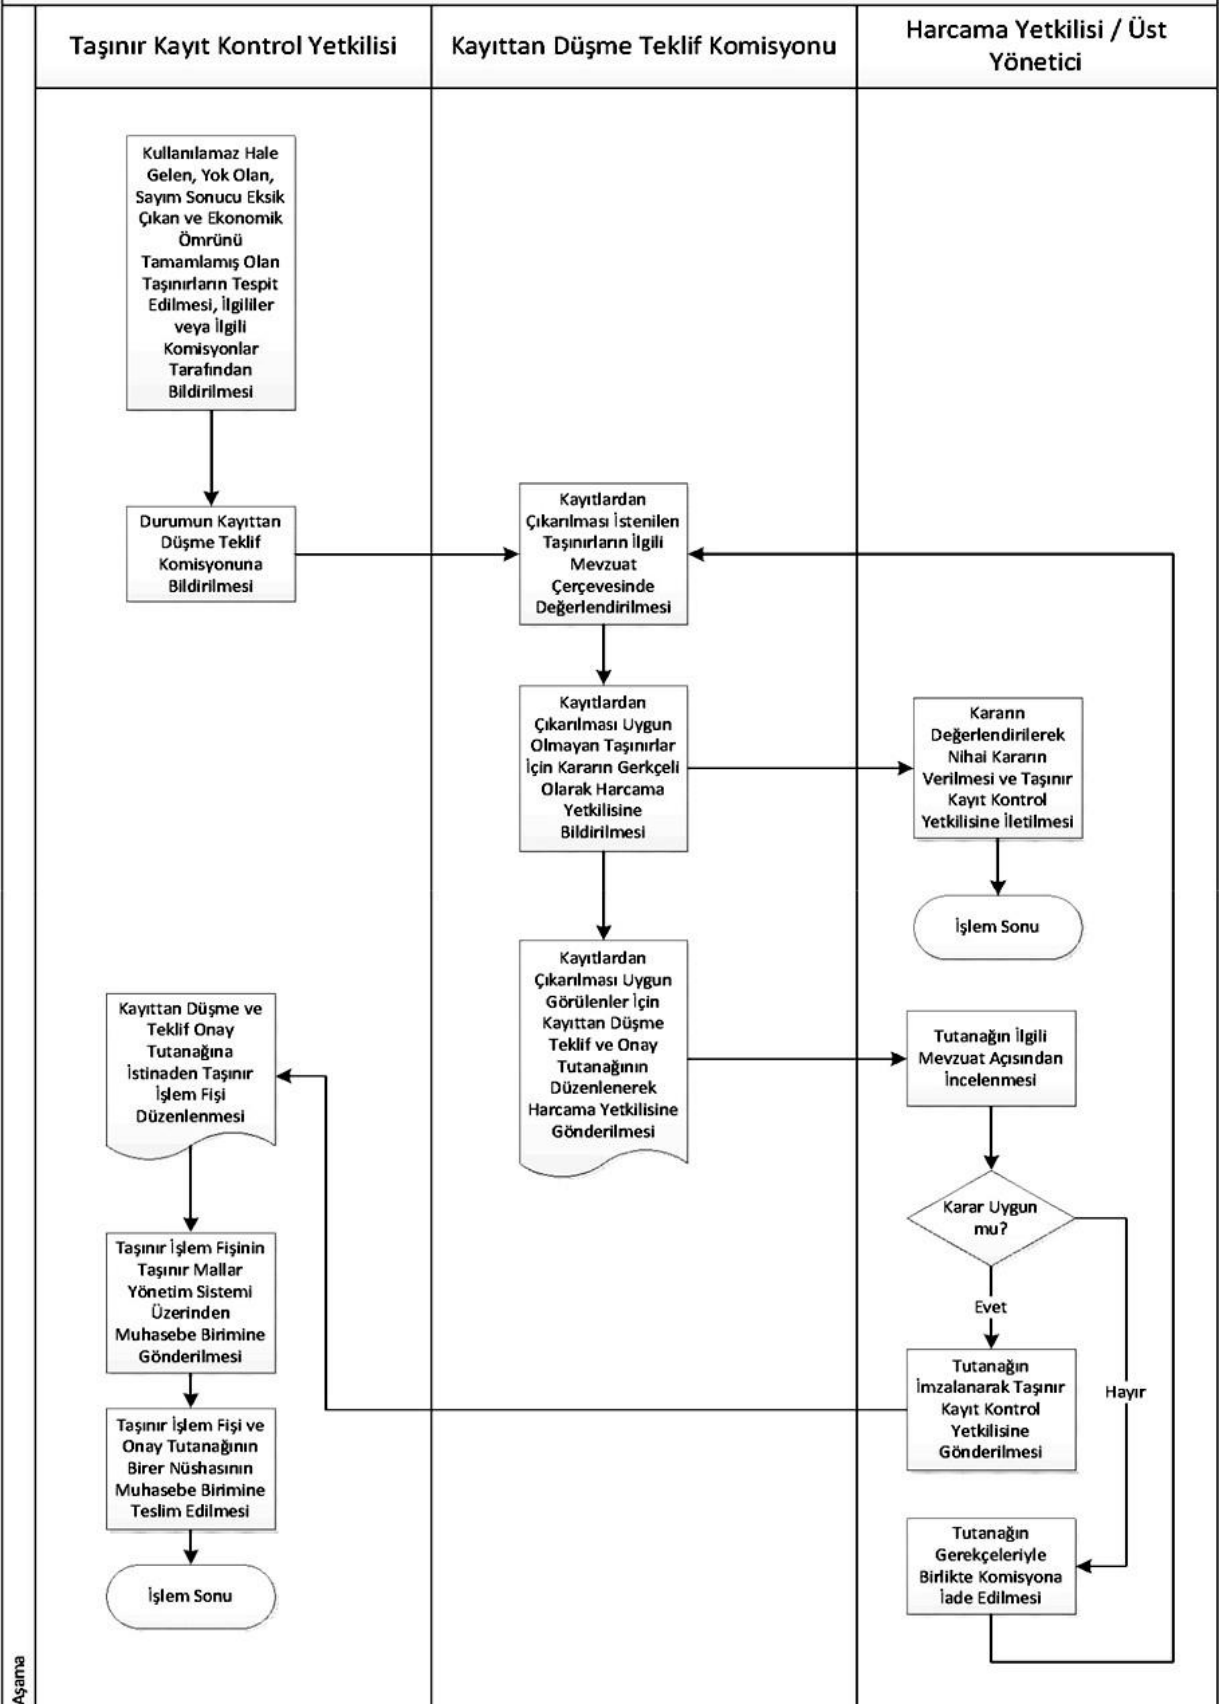 Taşınır Kayıt Kontrol Yetkilisi
Kayıttan Düşme Teklif Komisyonu
Harcama Yetkilisi / Üst
Yönetici
Kullanılamaz Hale
Gelen, Yok Olan,
Sayım Sonucu Eksik
Çıkan ve Ekonomik
Ömrünü
Tamamlamış Olan
Taşınırların Tespit
Edilmesi, İlgililer
veya İlgili
Komisyonlar
Tarafından
Bildirilmesi
Durumun Kayıttan
Düşme Teklif
Komisyonuna
Bildirilmesi
Kayıtlardan
Çıkarılması İstenilen
Taşınırların İlgili
Mevzuat
Çerçevesinde
Değerlendirilmesi
Kayıtlardan
Çıkarılması Uygun
Olmayan Taşınırlar
İçin Kararın Gerkçeli
Olarak Harcama
Yetkilisine
Bildirilmesi
Kararın
Değerlendirilerek
Nihai Kararın
Verilmesi ve Taşınır
Kayıt Kontrol
Yetkilisine İletilmesi
İşlem Sonu
Kayıtlardan
Çıkarılması Uygun
Görülenler İçin
Kayıttan Düşme
Teklif ve Onay
Tutanağının
Düzenlenerek
Harcama Yetkilisine
Gönderilmesi
Tutanağın İlgili
Mevzuat Açısından
İncelenmesi
Karar Uygun
mu?
Evet
Hayır
Tutanağın
İmzalanarak Taşınır
Kayıt Kontrol
Yetkilisine
Gönderilmesi
Tutanağın
Gerekçeleriyle
Birlikte Komisyona
İade Edilmesi
Kayıttan Düşme ve
Teklif Onay
Tutanağına
İstinaden Taşınır
İşlem Fişi
Düzenlenmesi
Taşınır İşlem Fişinin
Taşınır Mallar
Yönetim Sistemi
Üzerinden
Muhasebe Birimine
Gönderilmesi
Taşınır İşlem Fişi ve
Onay Tutanağının
Birer Nüshasının
Muhasebe Birimine
Teslim Edilmesi
İşlem Sonu
Aşama